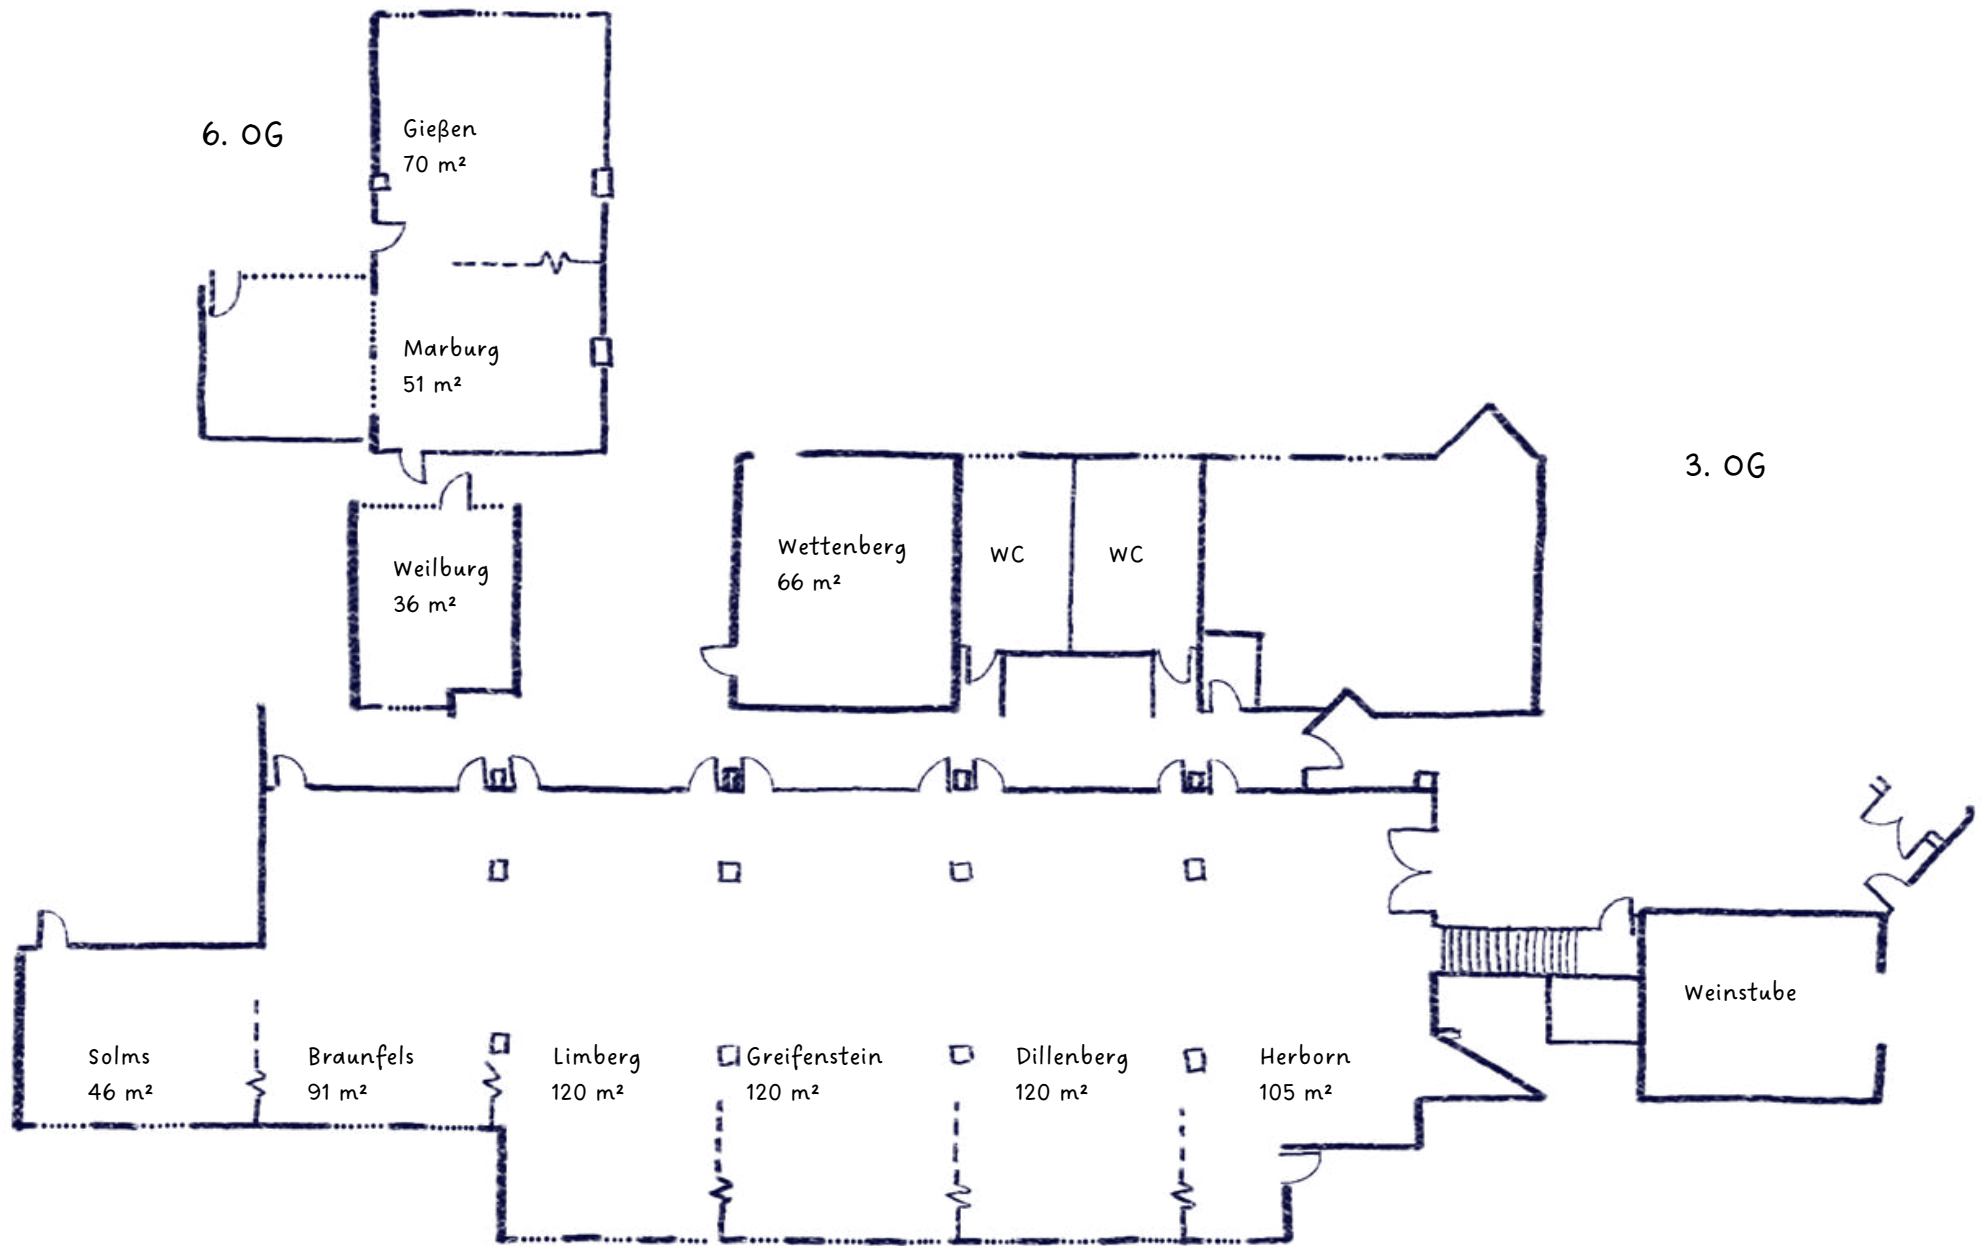 6. OG
Gießen
70 m²
Marburg
51 m²
Weilburg
36 m²
3. OG
Wettenberg
66 m²
WC
WC
Solms
46 m²
Braunfels
91 m²
Limberg
120 m²
Greifenstein
120 m²
Dillenberg
120 m²
Herborn
105 m²
Weinstube